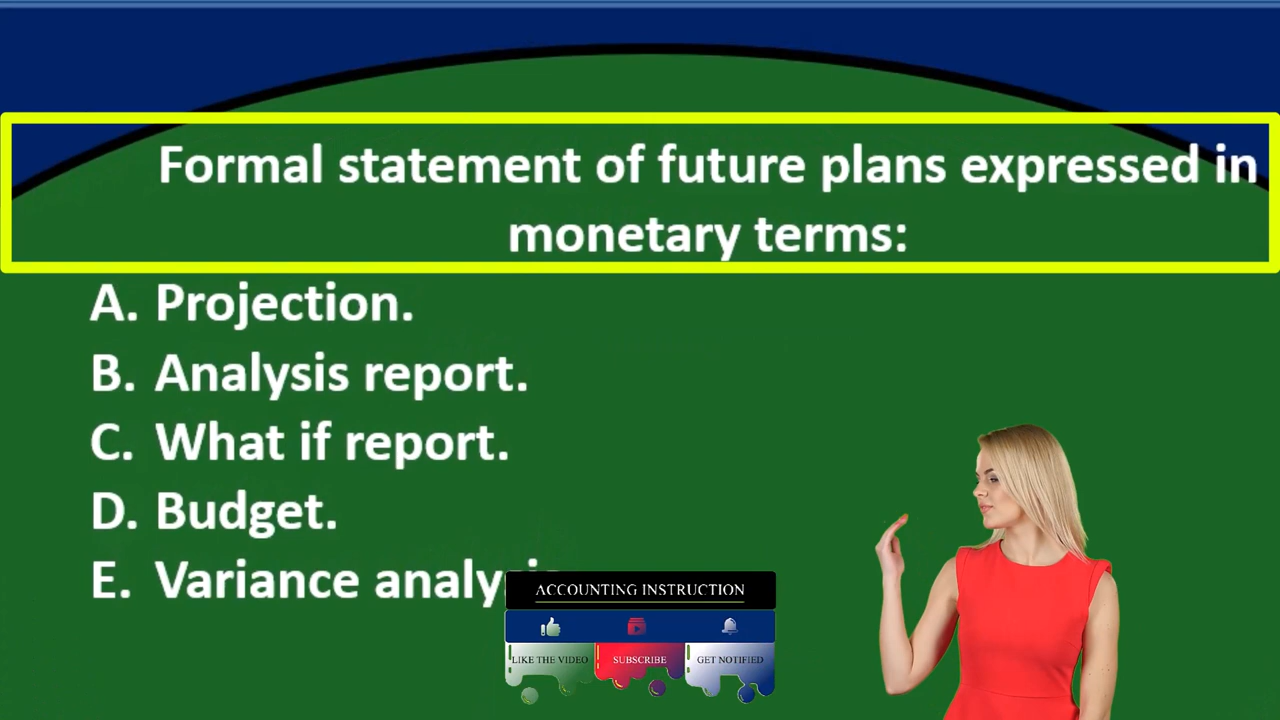 Formal statement of future plans expressed in
monetary terms:
A. Projection.
B. Analysis report.
C. What if report.
D. Budget.
E. Variance
ACCOUNTING INSTRUCTION
LIKE THE VIDEO
SUBSCRIBE
GET NOTIFIED